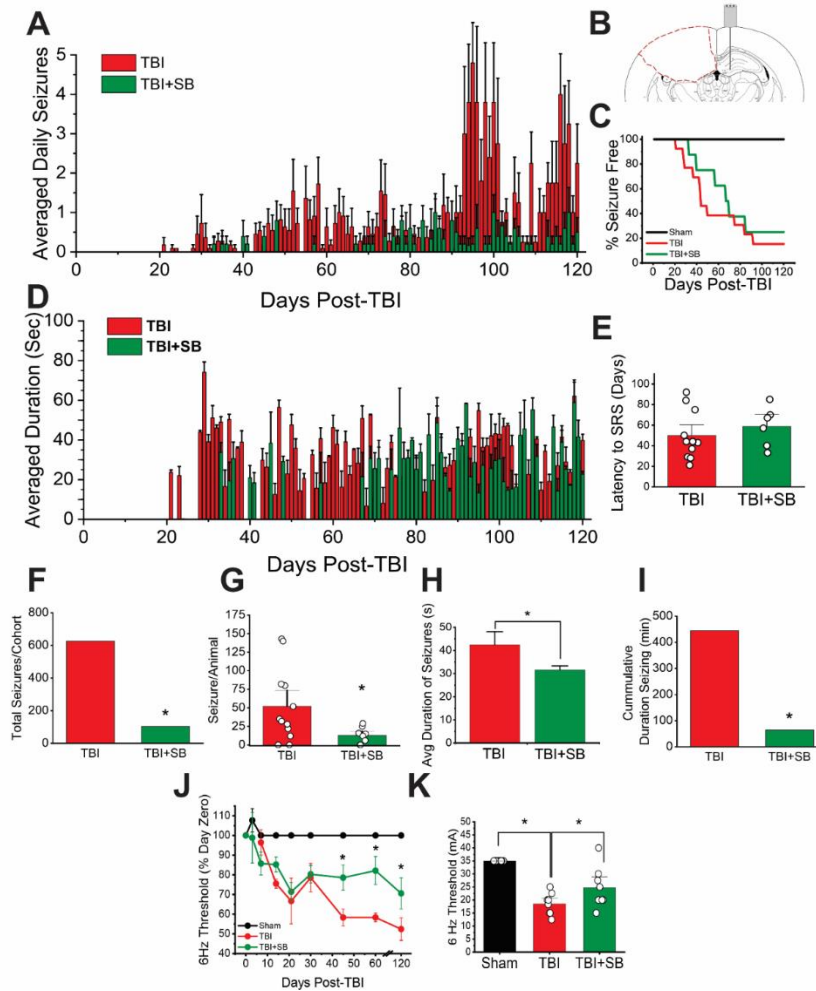 A
TBI
TBI+SB
Averaged Daily Seizures
5
4
3
2
1
0
0 20 40 60 80 100 120
Days Post-TBI
B
C
% Seizure Free
100
80
60
40
20
Sham
TBI
TBI+SB
0 20 40 60 80 100 120
Days Post-TBI
D
TBI
TBI+SB
Averaged Duration (Sec)
100
80
60
40
20
0
0 20 40 60 80 100 120
Days Post-TBI
E
Latency to SRS (Days)
100
80
60
40
20
0
TBI TBI+SB
F
Total Seizures/Cohort
800
600
400
200
0
*
TBI TBI+SB
G
Seizure/Animal
175
150
125
100
75
50
25
0
*
TBI TBI+SB
H
Avg Duration of Seizures (s)
50
40
30
20
10
0
*
TBI TBI+SB
I
Cummulative
Duration Seizing (min)
500
400
300
200
100
0
*
TBI TBI+SB
J
6Hz Threshold (% Day Zero)
110
100
90
80
70
60
50
40
* * *
Sham
TBI
TBI+SB
0 10 20 30 40 50 60 120
Days Post-TBI
K
6 Hz Threshold (mA)
50
45
40
35
30
25
20
15
10
5
0
* *
Sham TBI TBI+SB